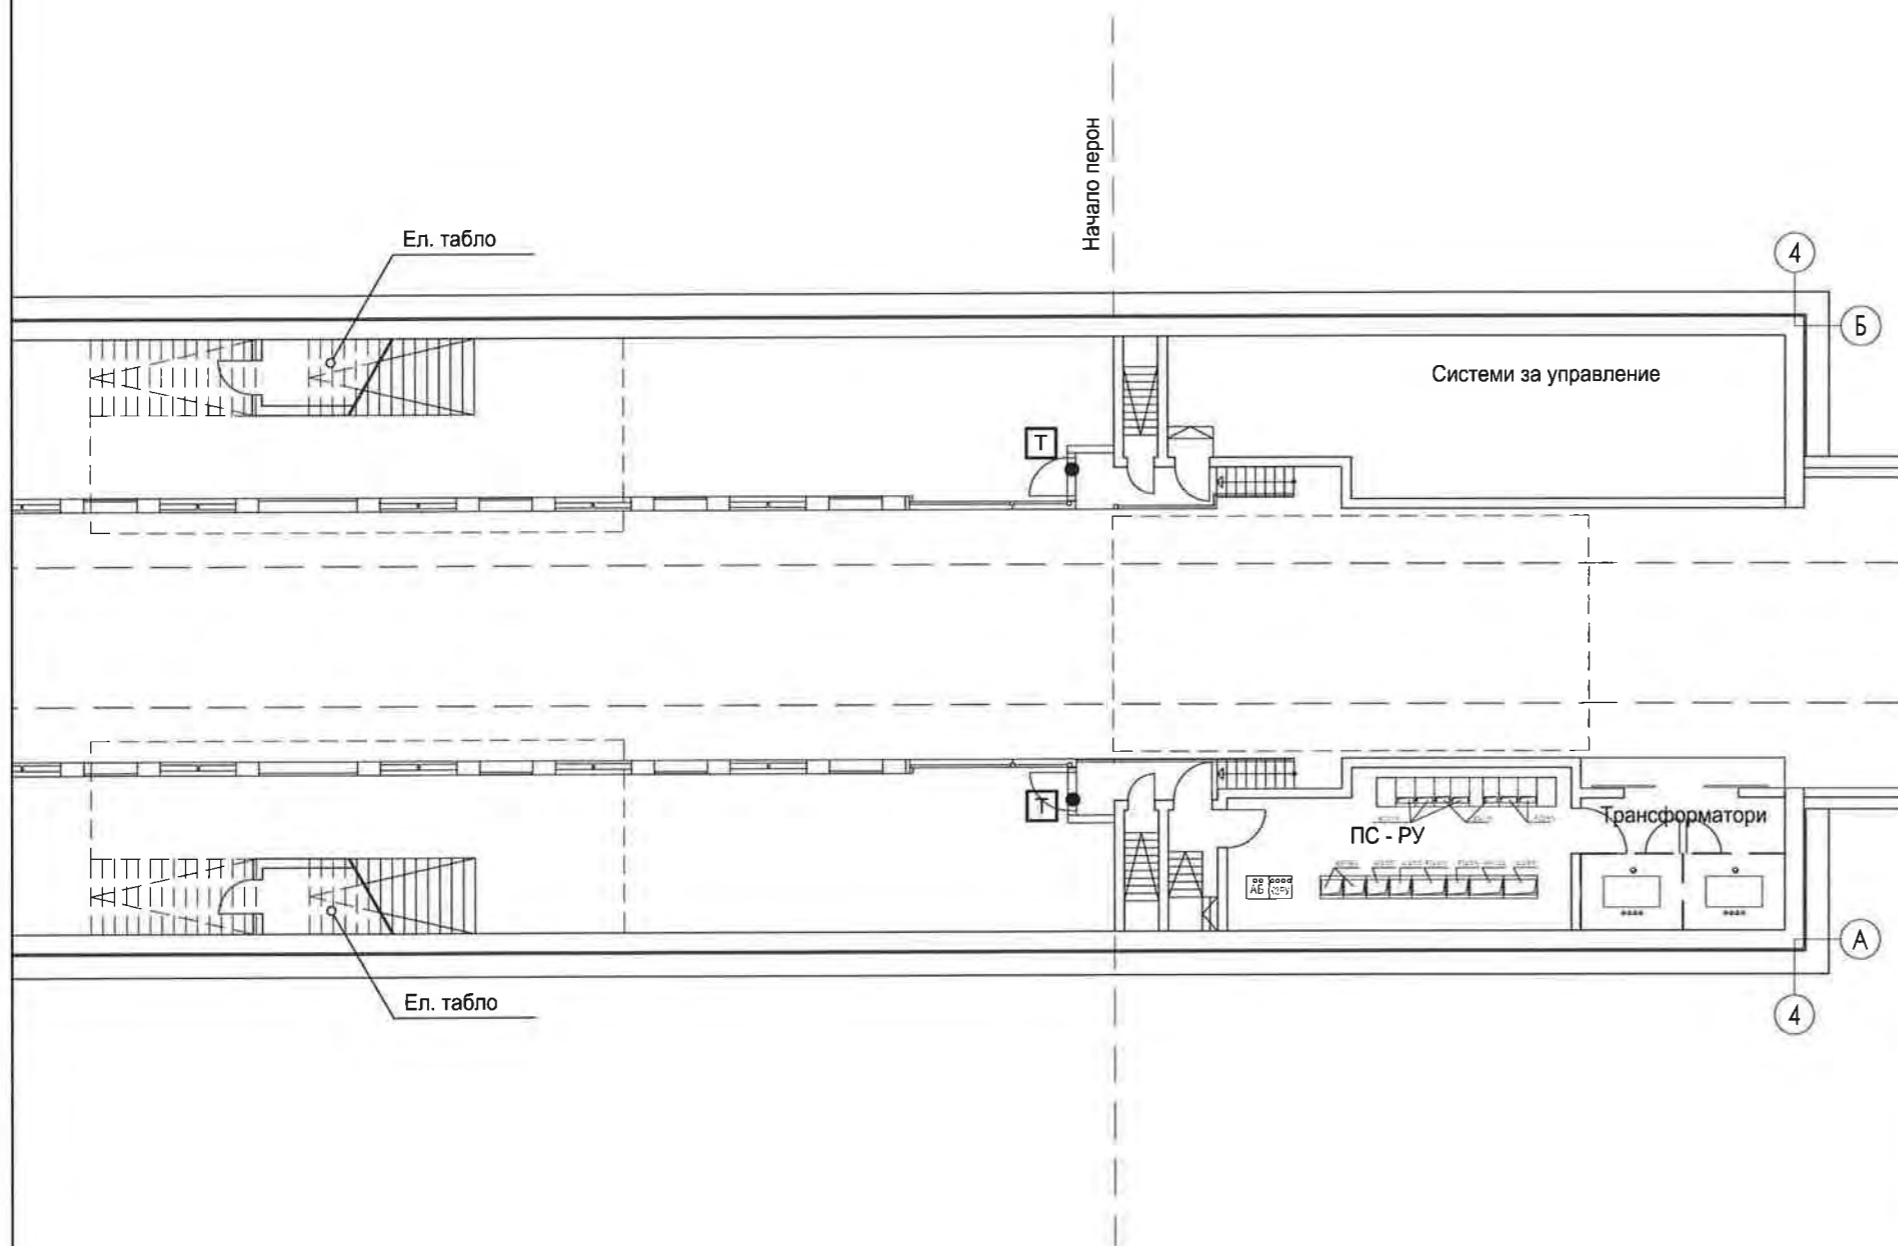 Начало перон
Ел. табло
4
Б
Системи за управление
Т
Т
Трансформатори
ПС - РУ
АБ
А
Ел. табло
4